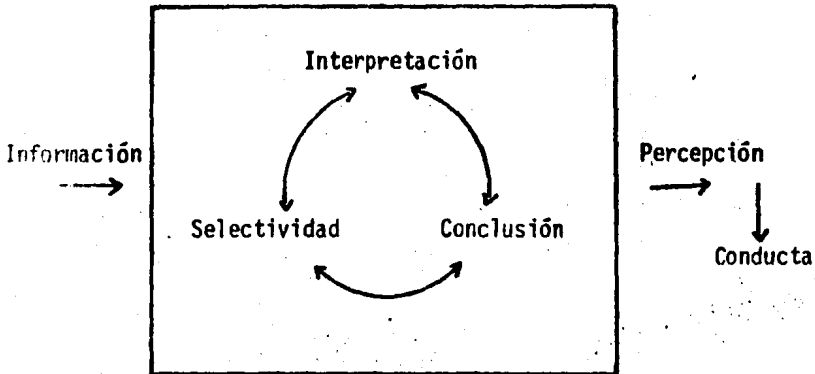 Interpretación
Información
Percepción
Selectividad
Conclusión
Conducta